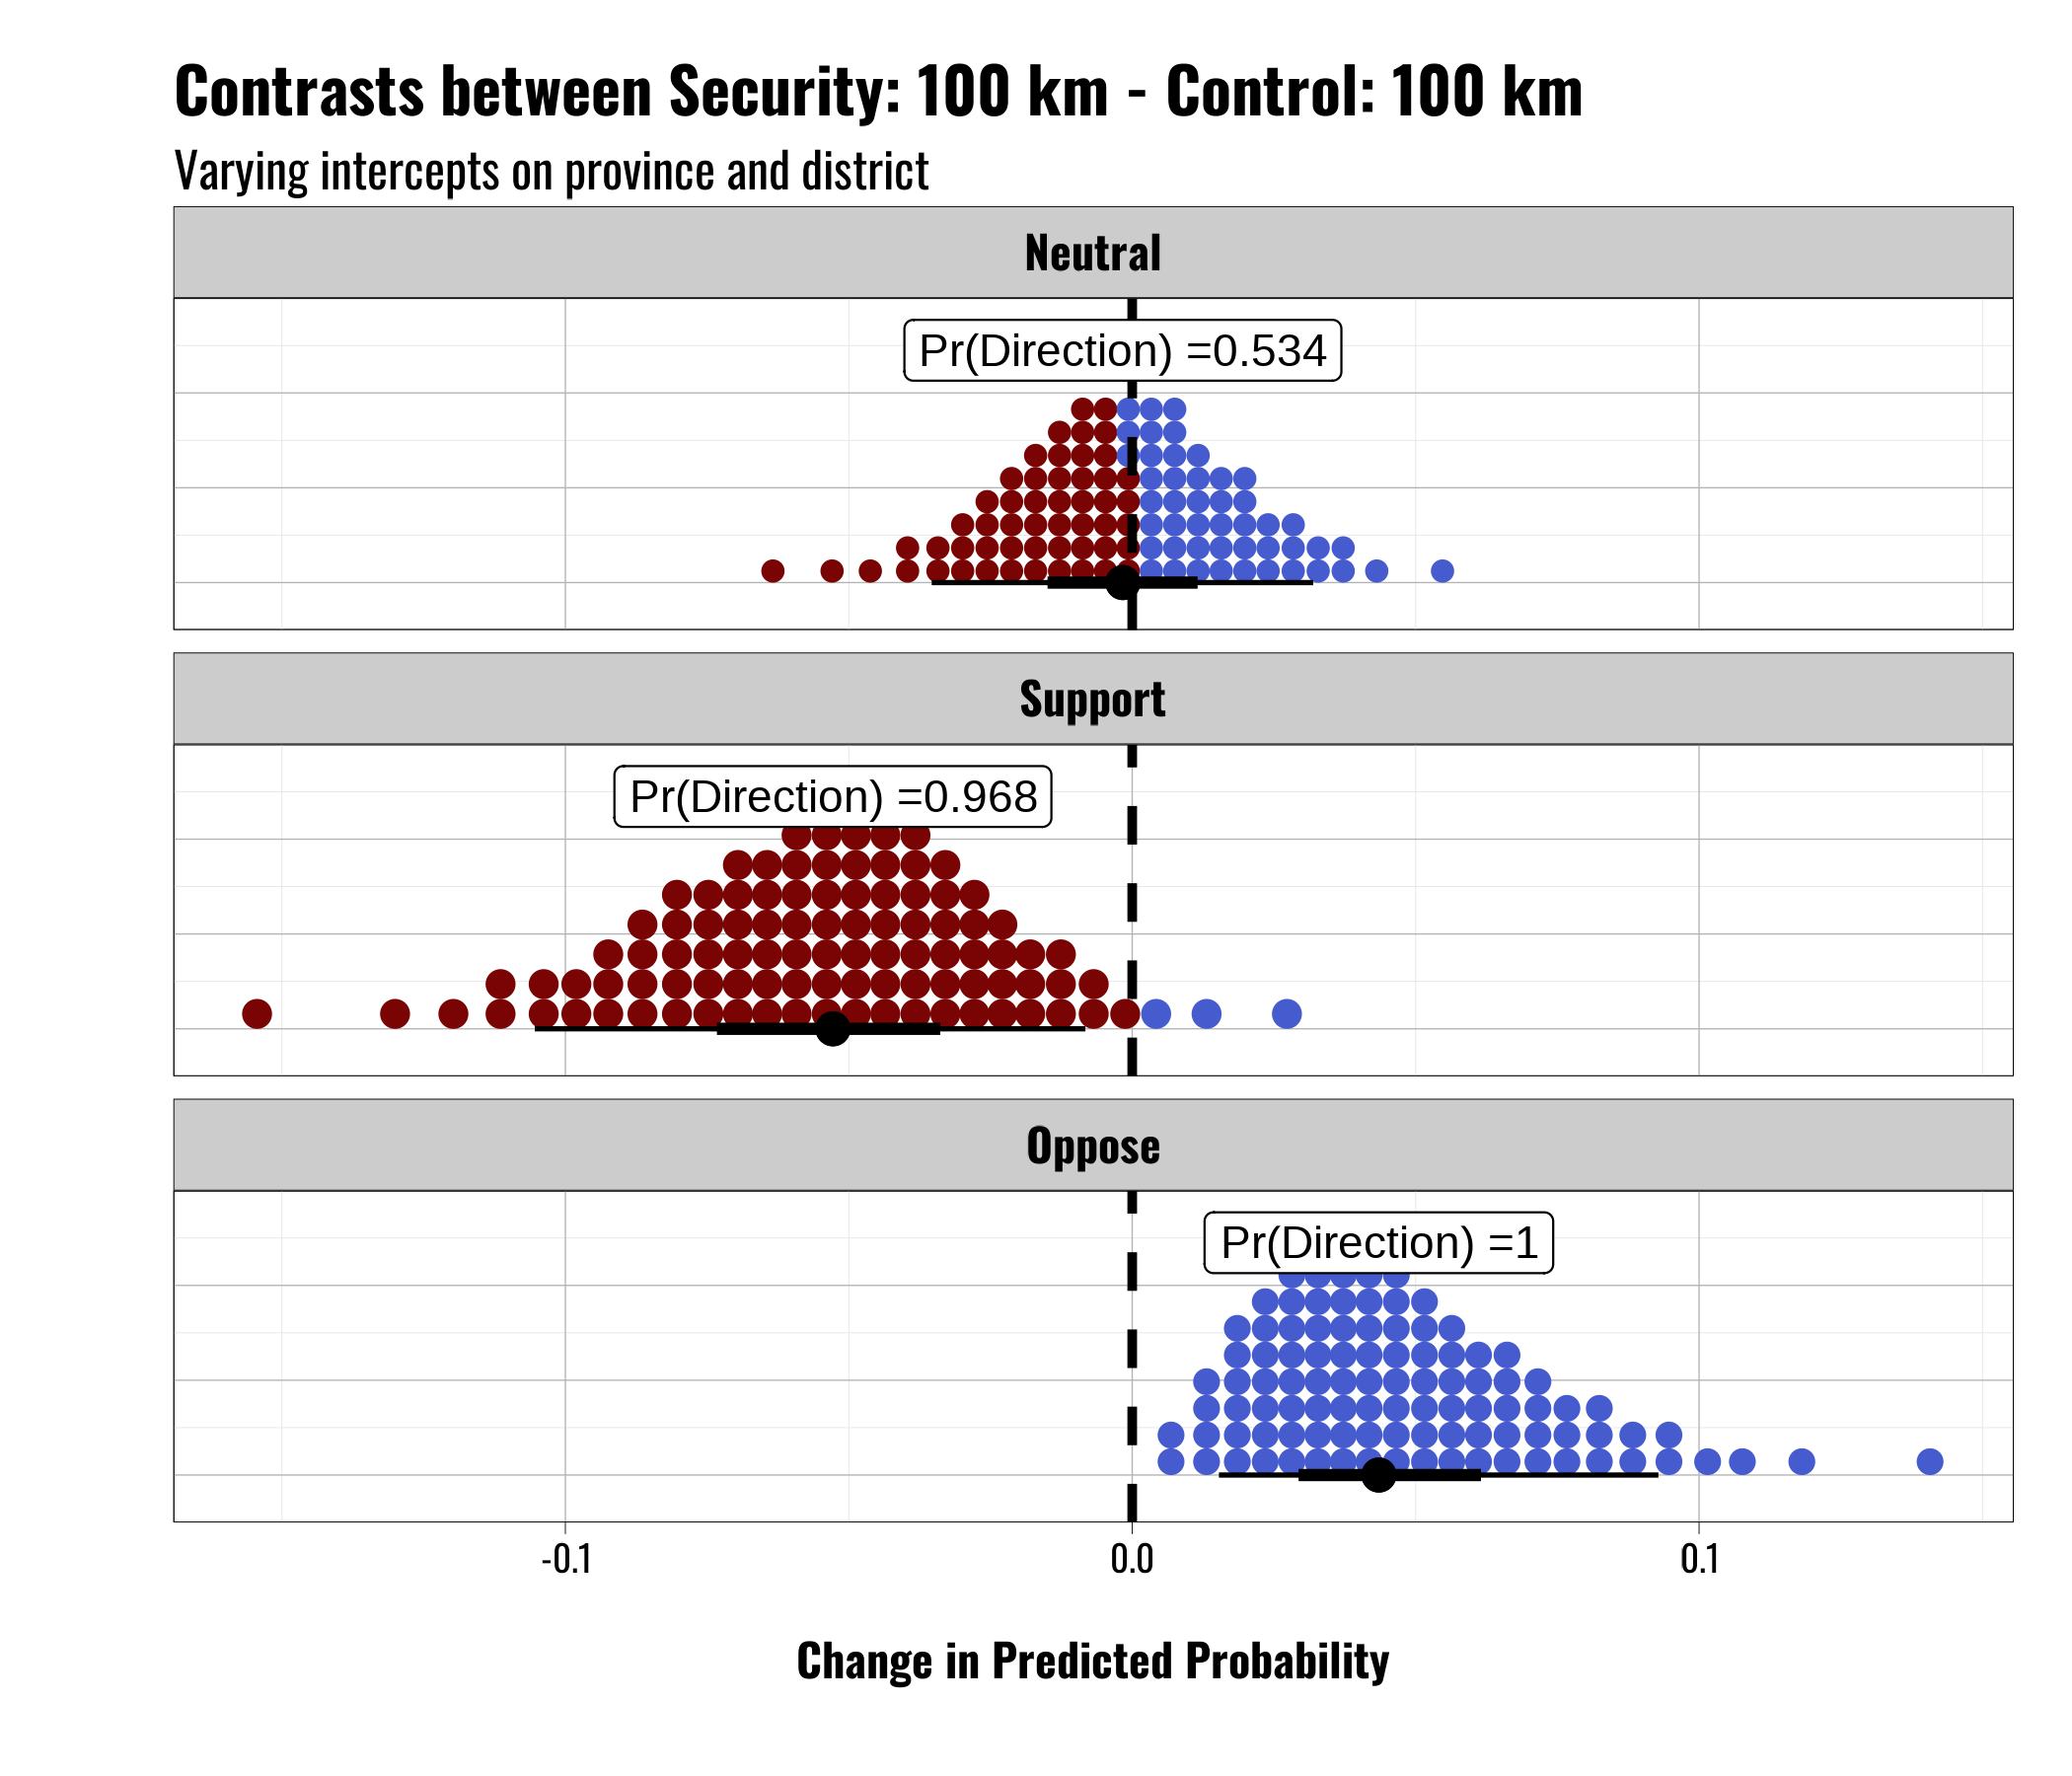 Contrasts between Security: 100 km - Control: 100 km
Varying intercepts on province and district
Neutral
Pr(Direction) =0.534
Support
Pr(Direction) =0.968
Oppose
Pr(Direction) =1
-0.1 0.0 0.1
Change in Predicted Probability